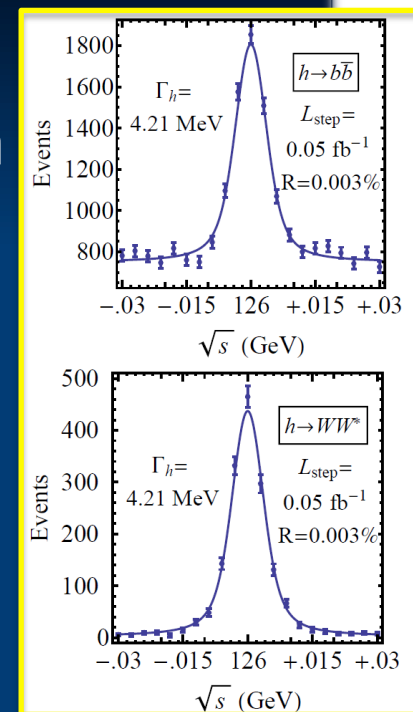 1800
1600
1400
1200
1000
800
Events
Γh=
4.21 MeV
h→bb̅
Lstep=
0.05 fb⁻¹
R=0.003%
−.03 −.015 126 +.015 +.03
√s (GeV)
500
400
300
200
100
0
Events
Γh=
4.21 MeV
h→WW*
Lstep=
0.05 fb⁻¹
R=0.003%
−.03 −.015 126 +.015 +.03
√s (GeV)